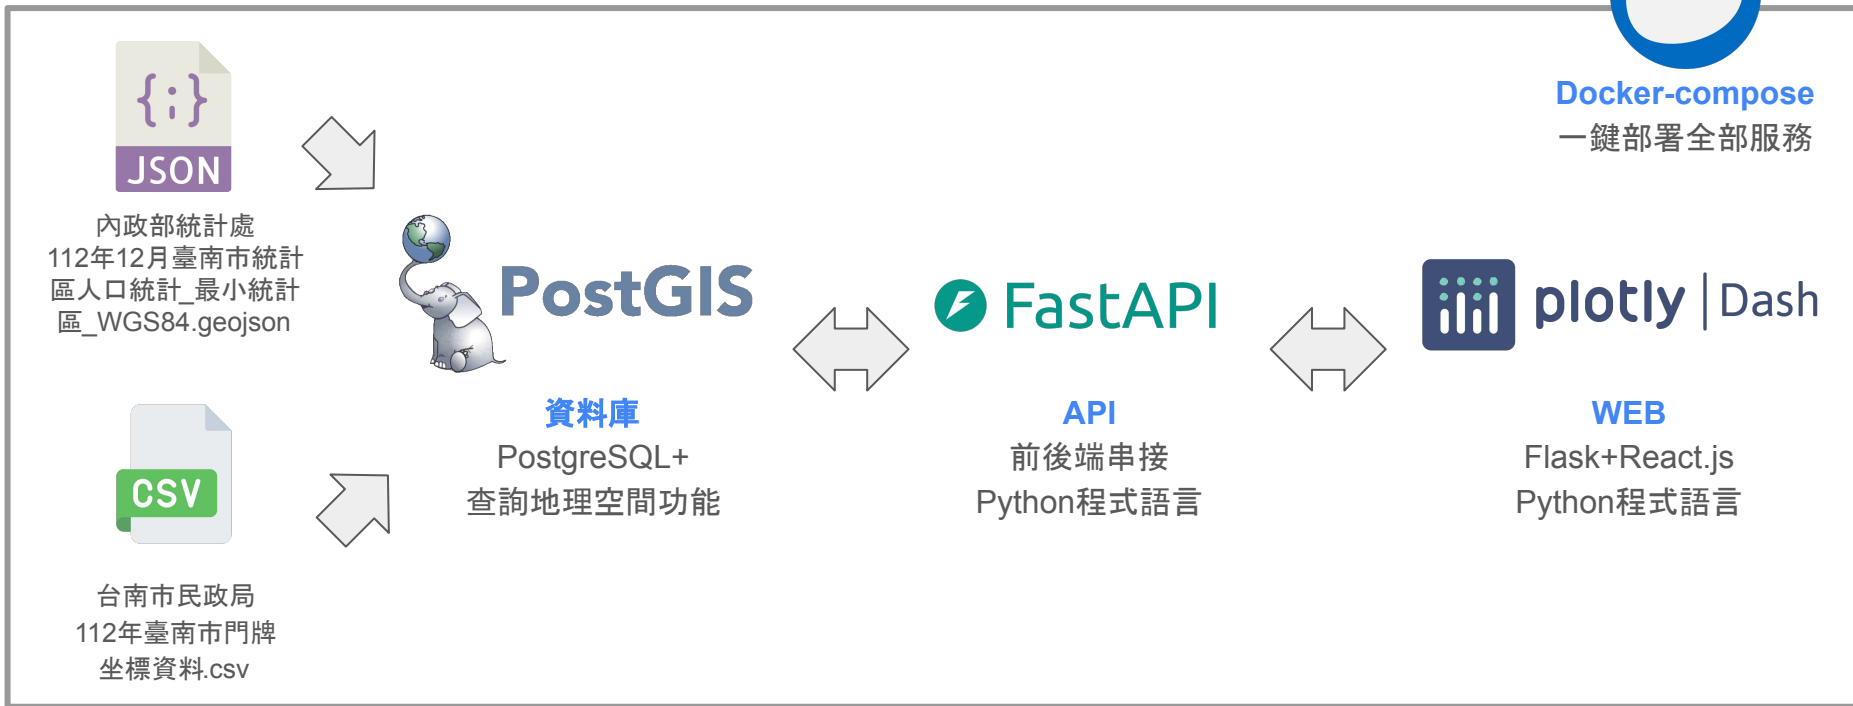 {;}
JSON
內政部統計處
112年12月臺南市統計
區人口統計_最小統計
區_WGS84.geojson
CSV
台南市民政局
112年臺南市門牌
坐標資料.csv
PostGIS
資料庫
PostgreSQL+
查詢地理空間功能
FastAPI
API
前後端串接
Python程式語言
Docker-compose
一鍵部署全部服務
plotly | Dash
WEB
Flask+React.js
Python程式語言